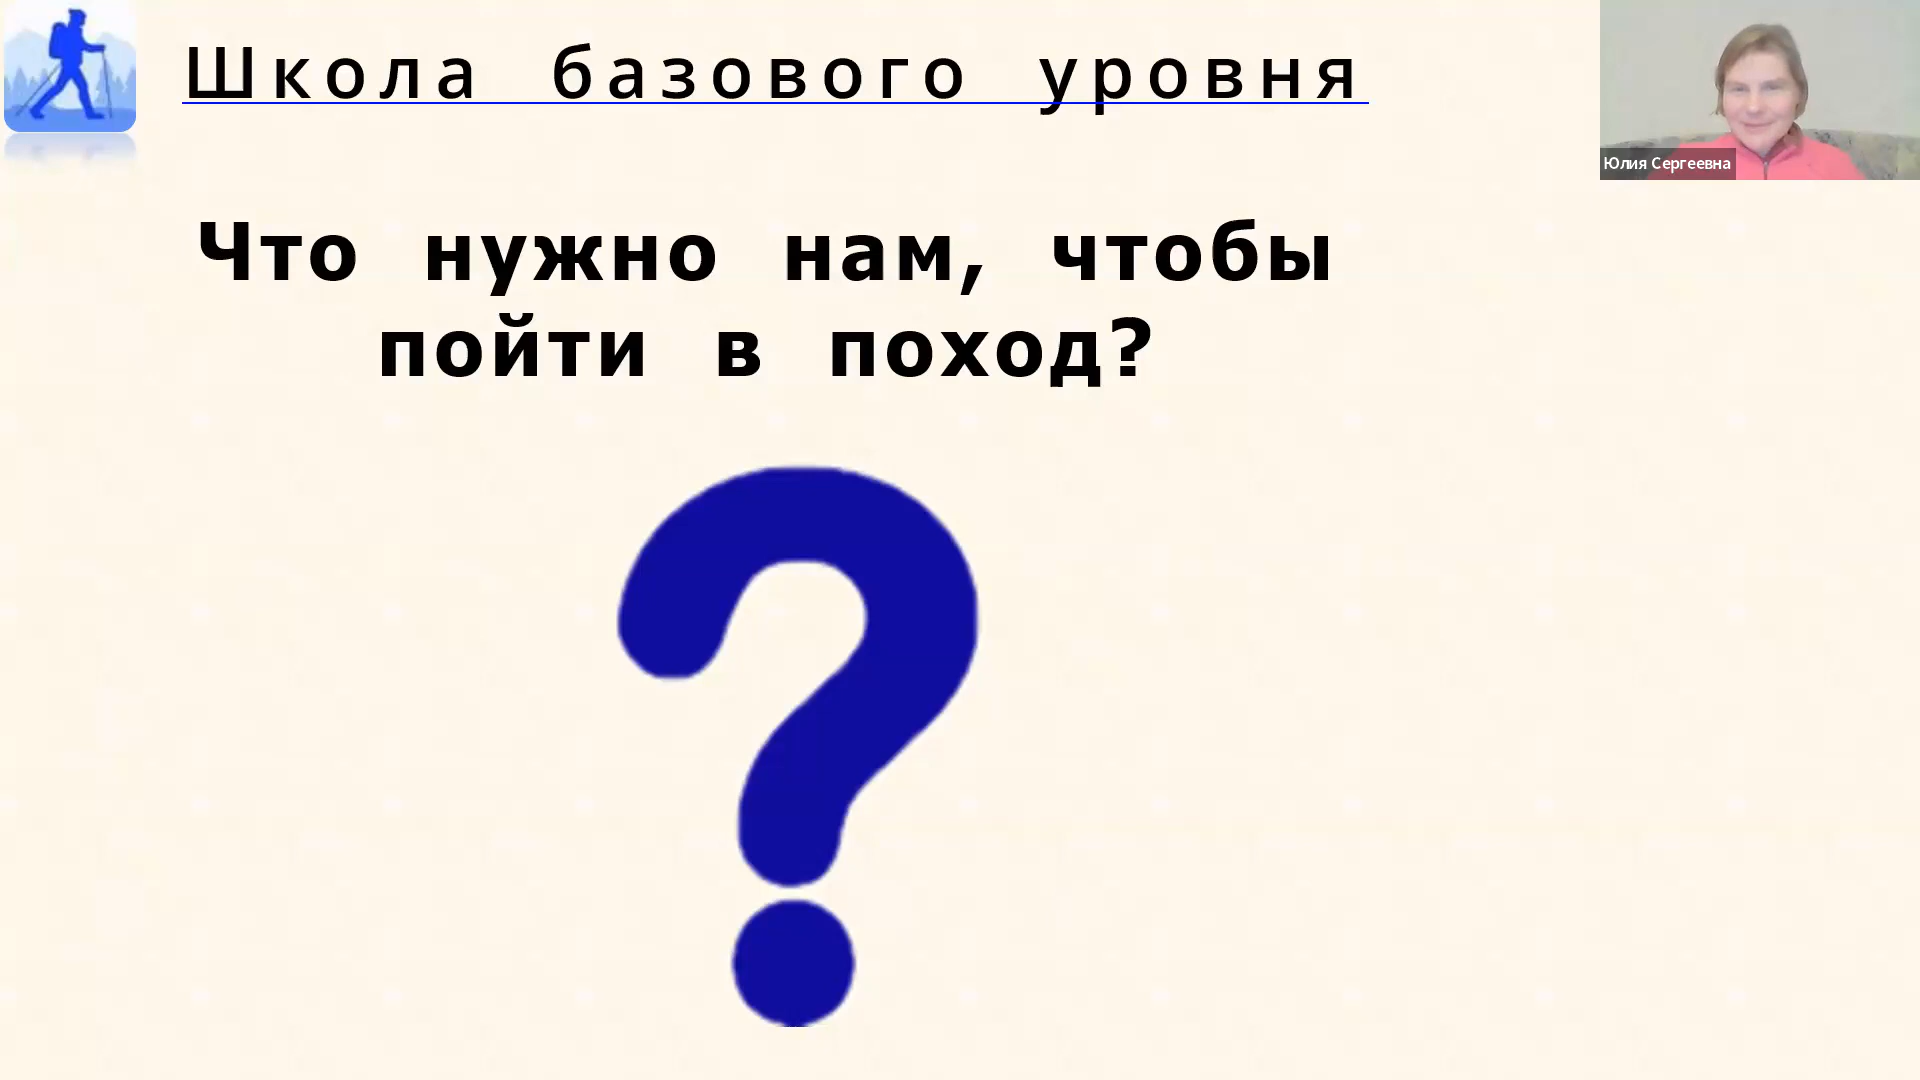 Школа базового уровня
Юлия Сергеевна
Что нужно нам, чтобы
пойти в поход?